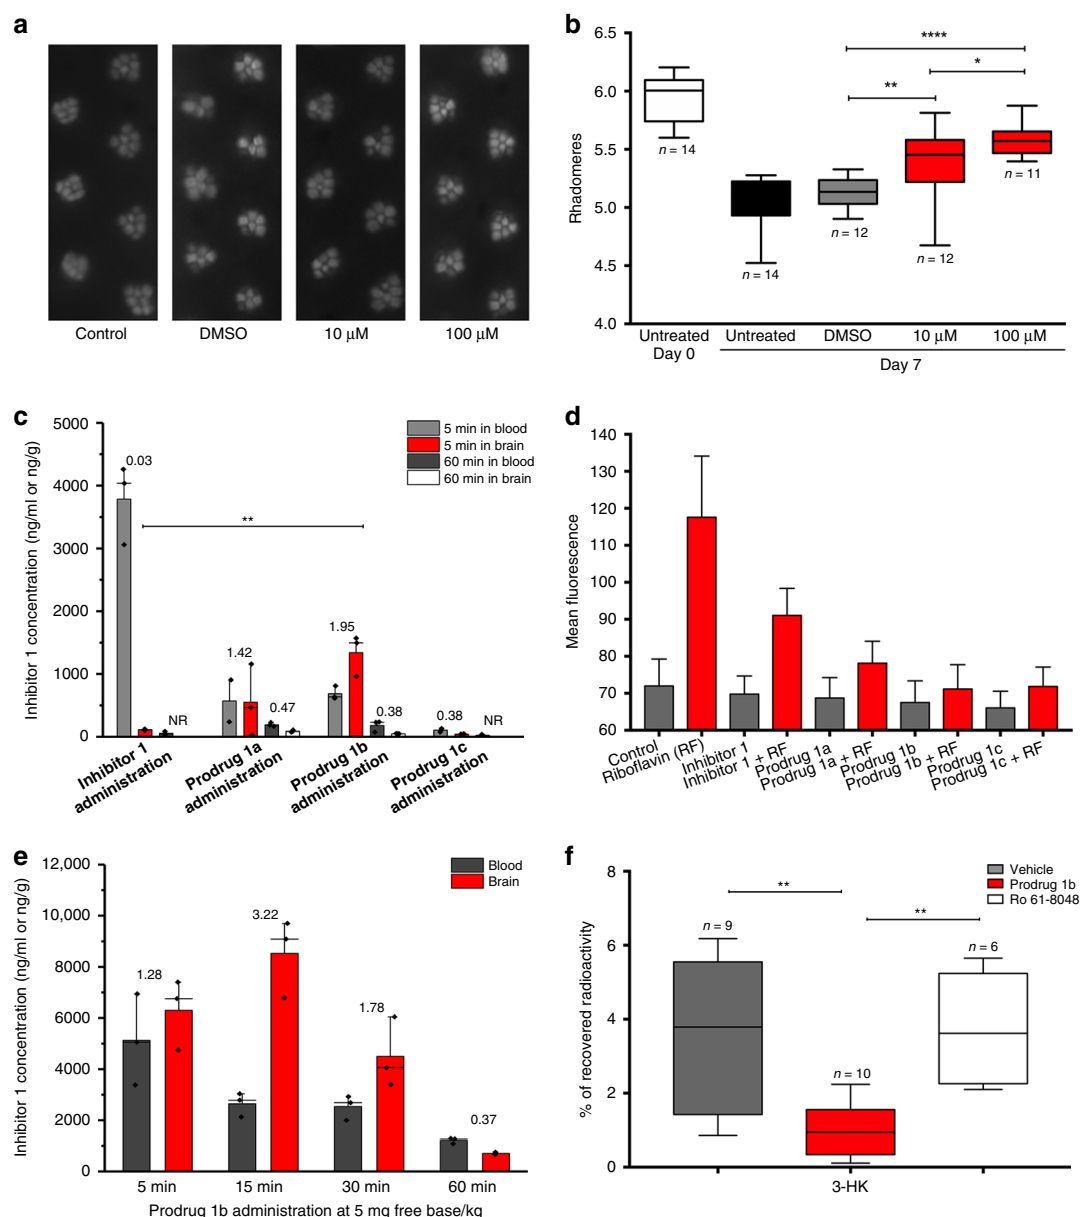 a
Control
DMSO
10 µM
100 µM
b
Rhadomeres
6.5
6.0
5.5
5.0
4.5
4.0
****
*
**
n = 14
n = 14
n = 12
n = 12
n = 11
Untreated
Day 0
Untreated
DMSO
10 µM
100 µM
Day 7
c
Inhibitor 1 concentration (ng/ml or ng/g)
5000
4000
3000
2000
1000
0
5 min in blood
5 min in brain
60 min in blood
60 min in brain
0.03
**
NR
1.42
0.47
1.95
0.38
0.38
NR
Inhibitor 1
administration
Prodrug 1a
administration
Prodrug 1b
administration
Prodrug 1c
administration
d
Mean fluorescence
140
130
120
110
100
90
80
70
60
Control
Riboflavin (RF)
Inhibitor 1
Inhibitor 1 + RF
Prodrug 1a
Prodrug 1a + RF
Prodrug 1b
Prodrug 1b + RF
Prodrug 1c
Prodrug 1c + RF
e
Inhibitor 1 concentration (ng/ml or ng/g)
12,000
10,000
8000
6000
4000
2000
0
Blood
Brain
1.28
3.22
1.78
0.37
5 min
15 min
30 min
60 min
Prodrug 1b administration at 5 mg free base/kg
f
% of recovered radioactivity
8
6
4
2
0
Vehicle
Prodrug 1b
Ro 61-8048
**
**
n = 9
n = 10
n = 6
3-HK